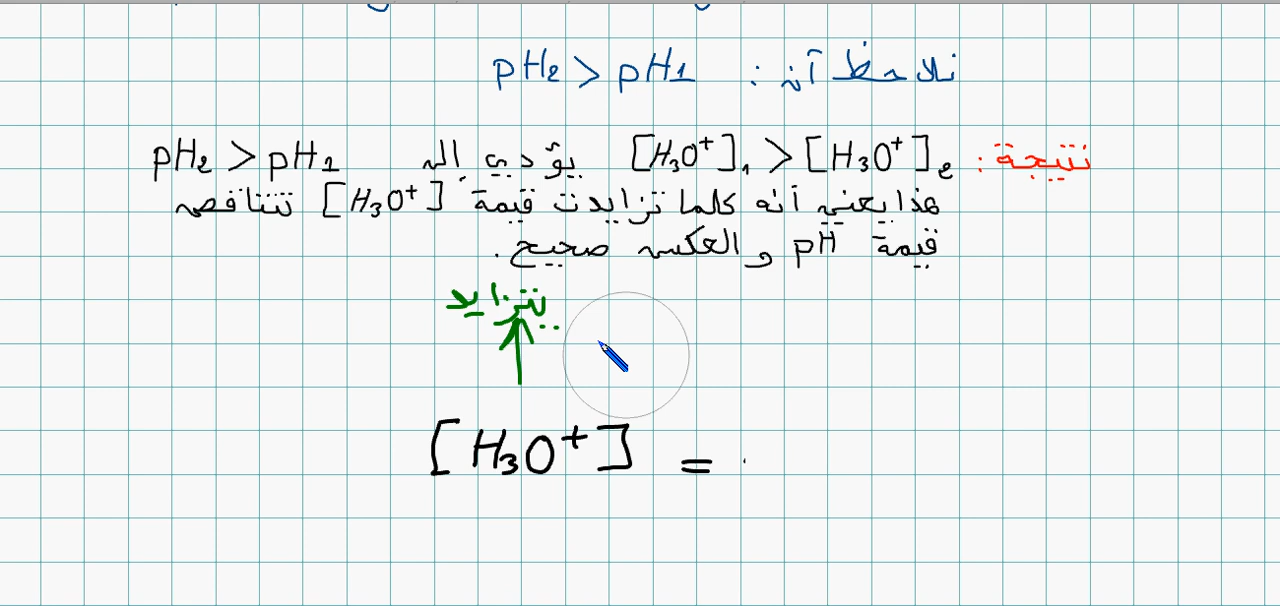 نلاحظ أن : pH2 > pH1
نتيجة : [H3O+]1 > [H3O+]2 يؤدي إلى pH2 > pH1
هذا يعني أنه كلما تزايدت قيمة [H3O+] تتناقص
قيمة pH والعكس صحيح .
يتزايد
[H3O+] =